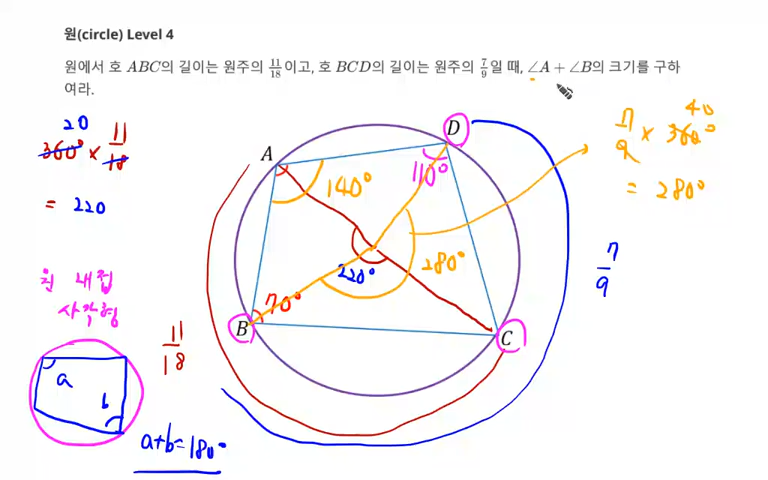 원(circle) Level 4
원에서 호 ABC의 길이는 원주의 11/18이고, 호 BCD의 길이는 원주의 7/9일 때, ∠A + ∠B의 크기를 구하
여라.
20
360° × 11/18
= 220
원 내접
사각형
a
b
a+b=180°
11/18
A
B
C
D
140°
110°
70°
220°
280°
7/9
7/9 × 360°
40
= 280°